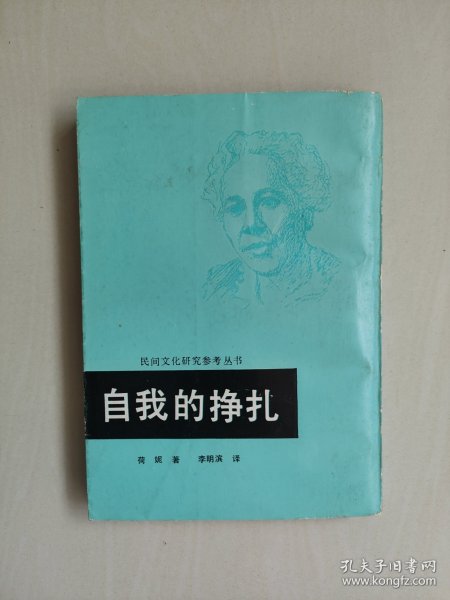 民间文化研究参考丛书
自我的挣扎
荷妮 著 李明滨 译
孔夫子旧书网
www.kongfz.com